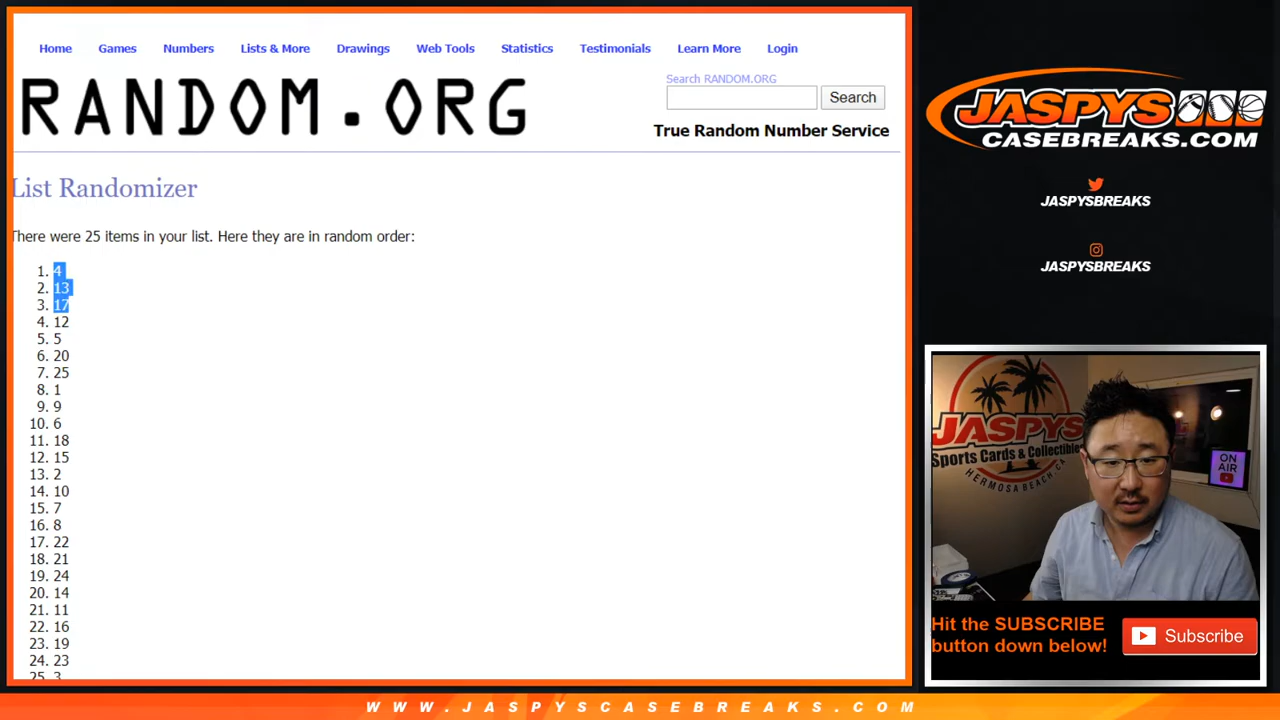 Home Games Numbers Lists & More Drawings Web Tools Statistics Testimonials Learn More Login
RANDOM.ORG
Search RANDOM.ORG
Search
True Random Number Service
List Randomizer
There were 25 items in your list. Here they are in random order:
1. 4
2. 13
3. 17
4. 12
5. 5
6. 20
7. 25
8. 1
9. 9
10. 6
11. 18
12. 15
13. 2
14. 10
15. 7
16. 8
17. 22
18. 21
19. 24
20. 14
21. 11
22. 16
23. 19
24. 23
25. 3
JASPYS
CASEBREAKS.COM
JASPYSBREAKS
JASPYSBREAKS
JASPYS
Sports Cards & Collectibles
HERMOSA BEACH, CA
ON
AIR
Hit the SUBSCRIBE
button down below!
Subscribe
WWW.JASPYSCASEBREAKS.COM